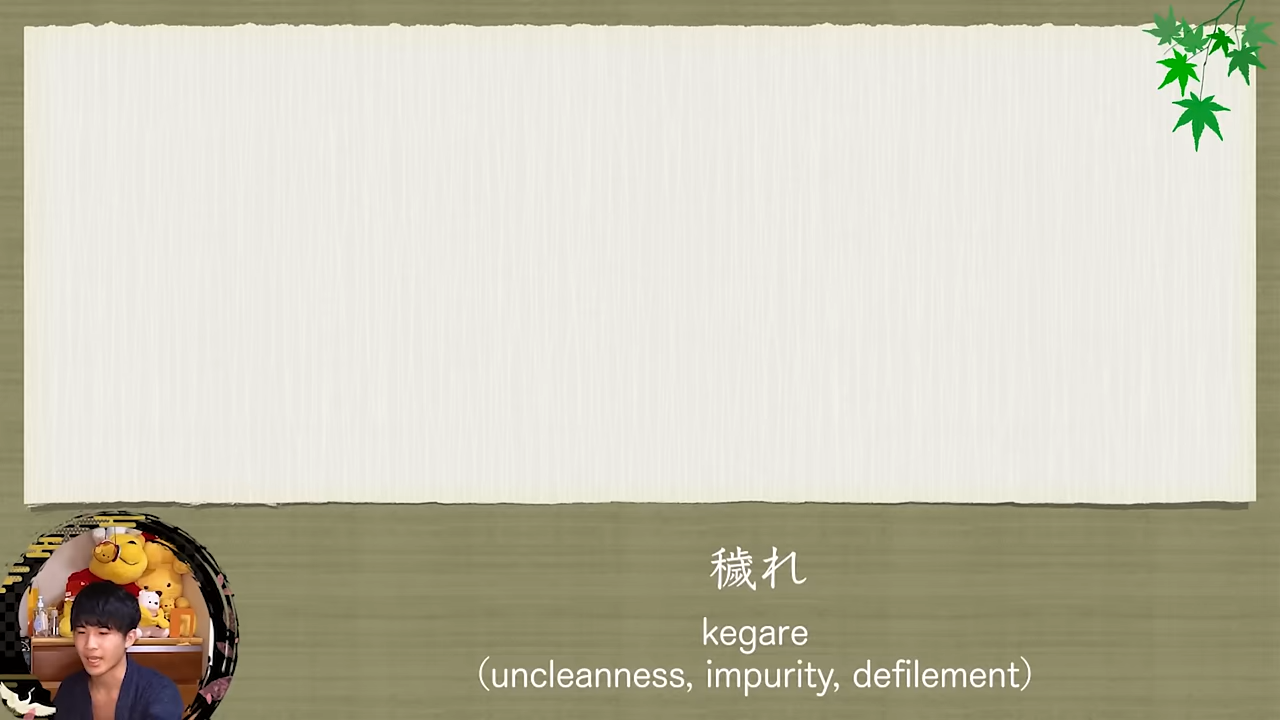 穢れ
kegare
(uncleanness, impurity, defilement)